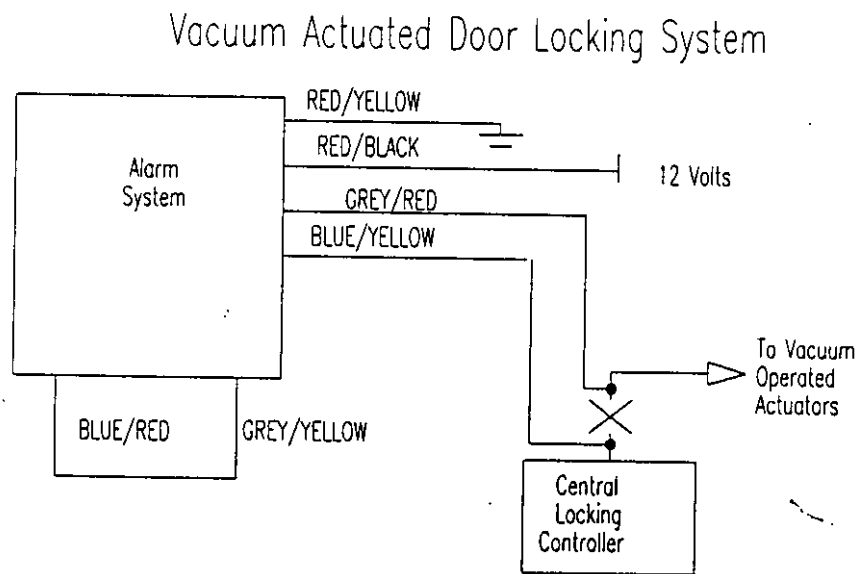 Vacuum Actuated Door Locking System
RED/YELLOW
RED/BLACK
12 Volts
Alarm
System
GREY/RED
BLUE/YELLOW
To Vacuum
Operated
Actuators
BLUE/RED
GREY/YELLOW
Central
Locking
Controller